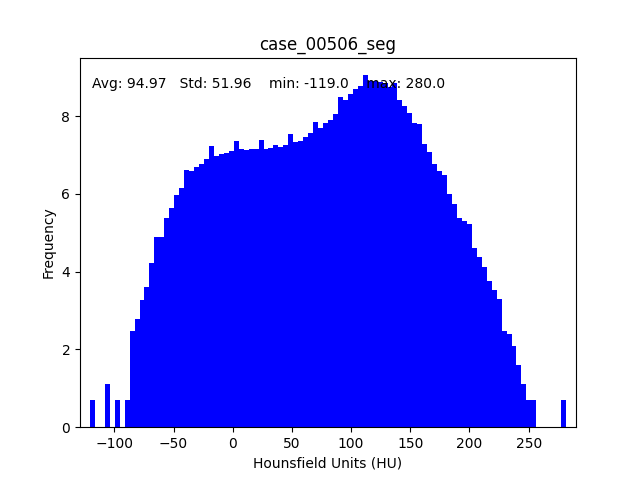 case_00506_seg
Avg: 94.97 Std: 51.96 min: -119.0 max: 280.0
8
6
4
2
0
Frequency
−100 −50 0 50 100 150 200 250
Hounsfield Units (HU)